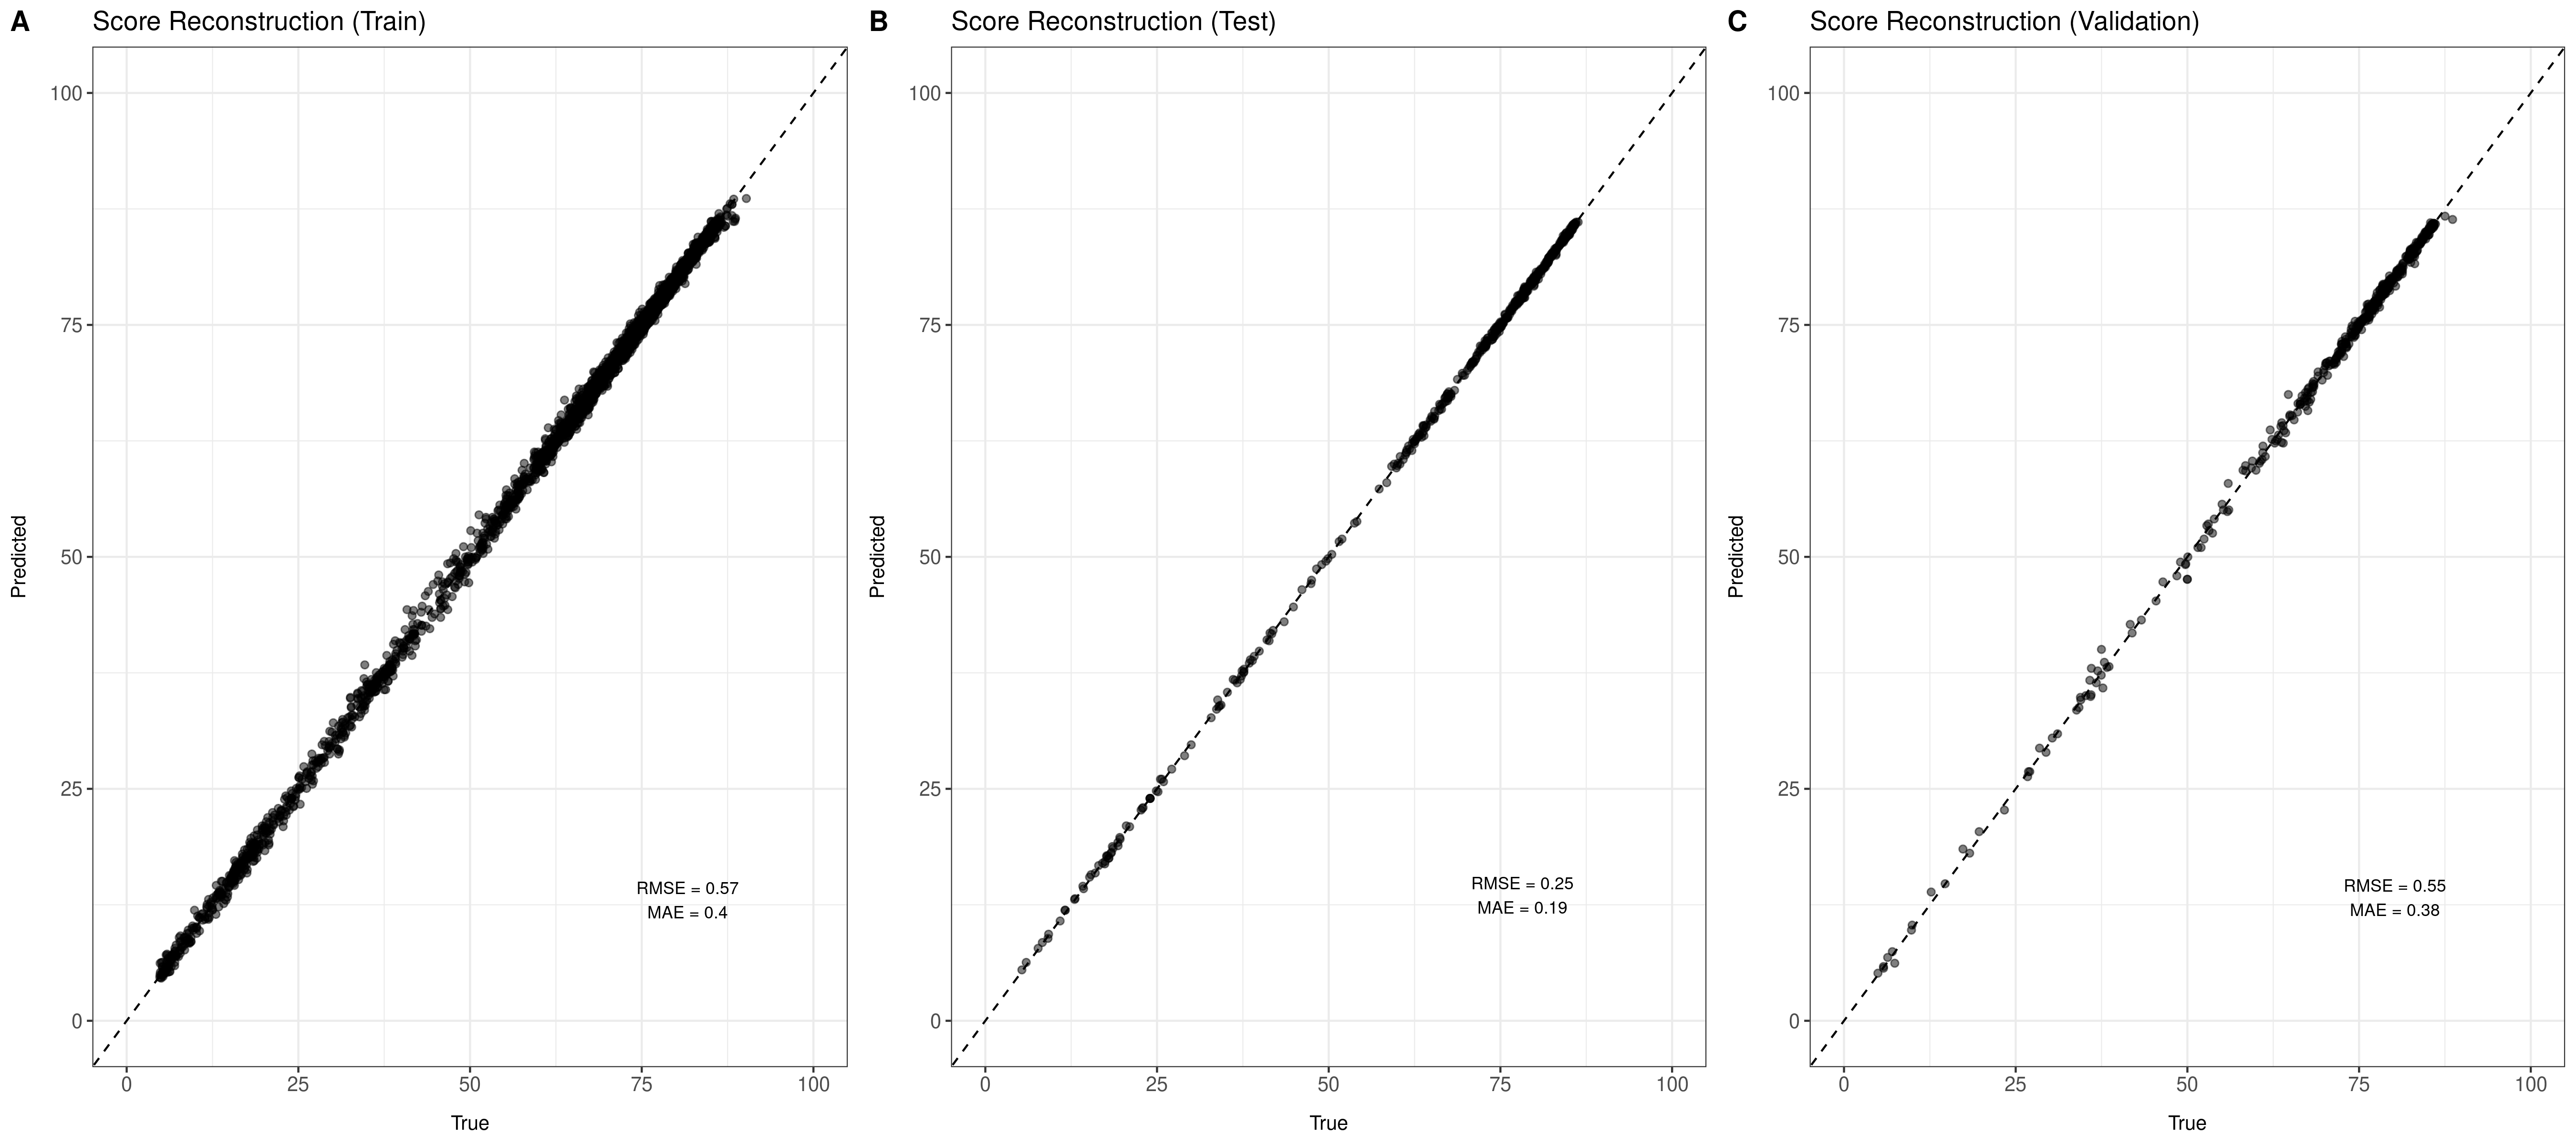 A Score Reconstruction (Train)
100
75
50
25
0
Predicted
RMSE = 0.57
MAE = 0.4
0 25 50 75 100
True
B Score Reconstruction (Test)
100
75
50
25
0
Predicted
RMSE = 0.25
MAE = 0.19
0 25 50 75 100
True
C Score Reconstruction (Validation)
100
75
50
25
0
Predicted
RMSE = 0.55
MAE = 0.38
0 25 50 75 100
True